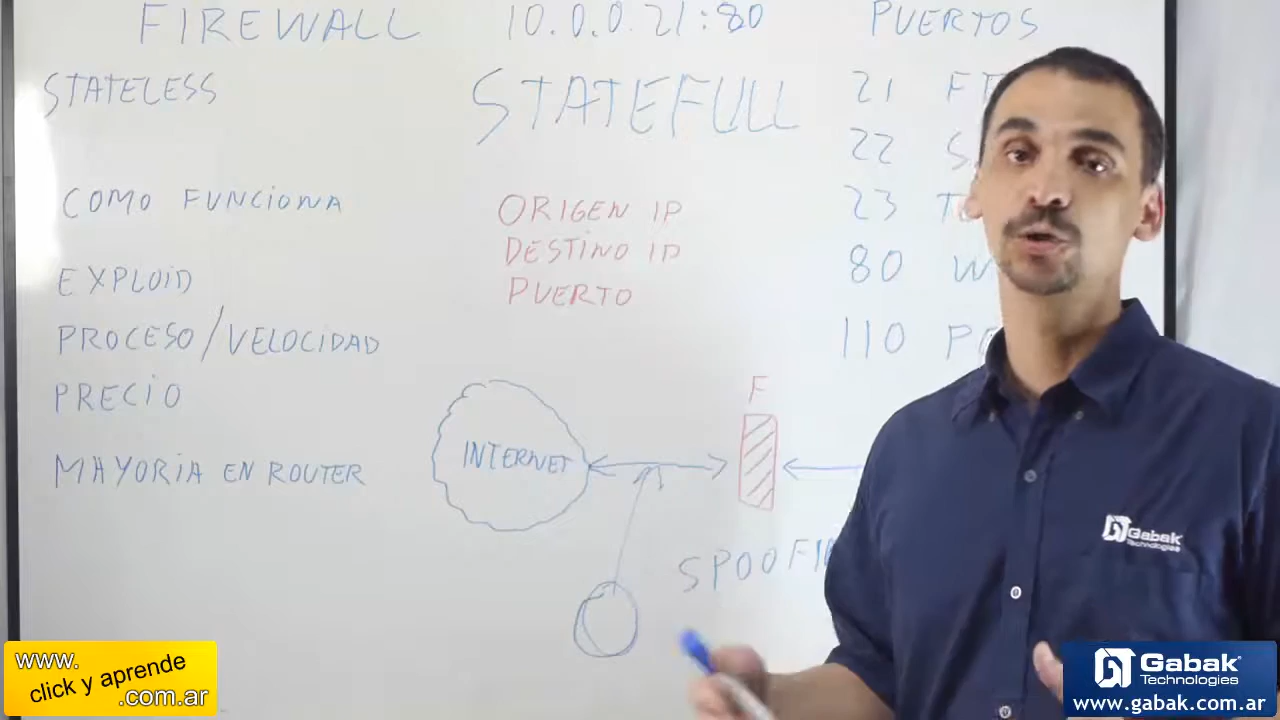 FIREWALL 10.0.0.21:80 PUERTOS
STATELESS
STATEFULL
COMO FUNCIONA
EXPLOID
PROCESO/VELOCIDAD
PRECIO
MAYORIA EN ROUTER
ORIGEN IP
DESTINO IP
PUERTO
21
22
23
80
110
F
INTERNET
Gabak
Technologies
www.
click y aprende
.com.ar
Gabak
Technologies
www.gabak.com.ar